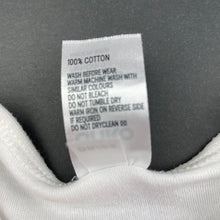 100% COTTON
WASH BEFORE WEAR
WARM MACHINE WASH WITH
SIMILAR COLOURS
DO NOT BLEACH
DO NOT TUMBLE DRY
WARM IRON ON REVERSE SIDE
IF REQUIRED
DO NOT DRYCLEAN